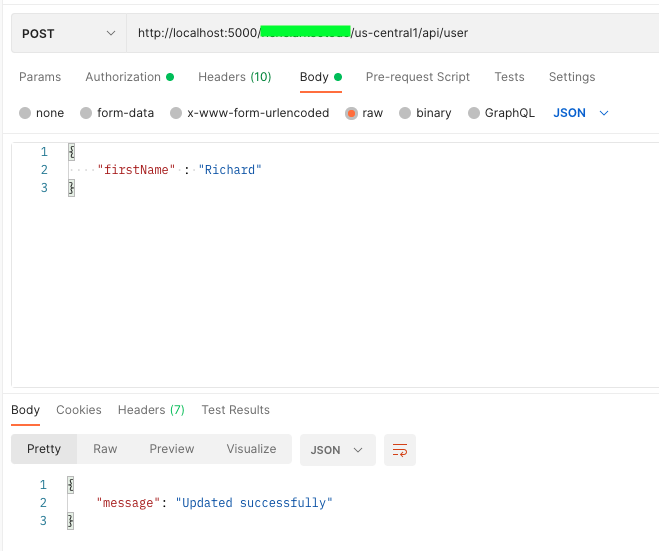 POST
http://localhost:5000/ /us-central1/api/user
Params Authorization Headers (10) Body Pre-request Script Tests Settings
none form-data x-www-form-urlencoded raw binary GraphQL JSON
1 {
2 ····"firstName"·:·"Richard"
3 }
Body Cookies Headers (7) Test Results
Pretty Raw Preview Visualize JSON
1 {
2 "message": "Updated successfully"
3 }